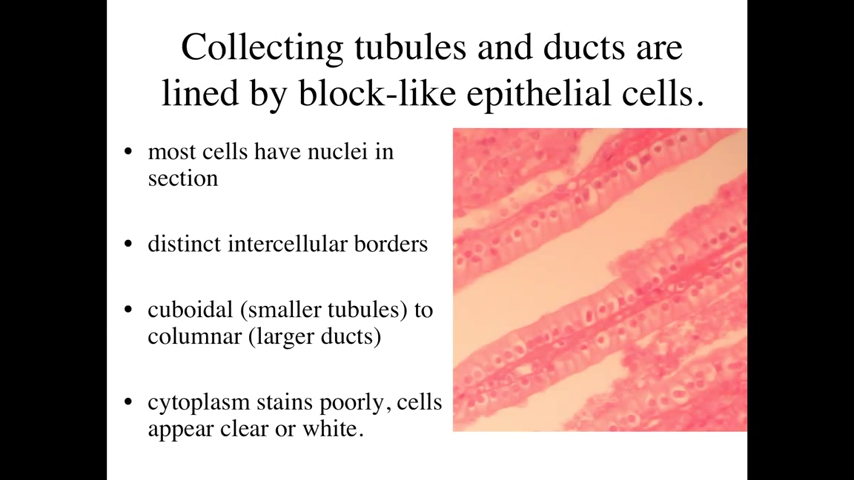 Collecting tubules and ducts are
lined by block-like epithelial cells.
• most cells have nuclei in
section
• distinct intercellular borders
• cuboidal (smaller tubules) to
columnar (larger ducts)
• cytoplasm stains poorly, cells
appear clear or white.